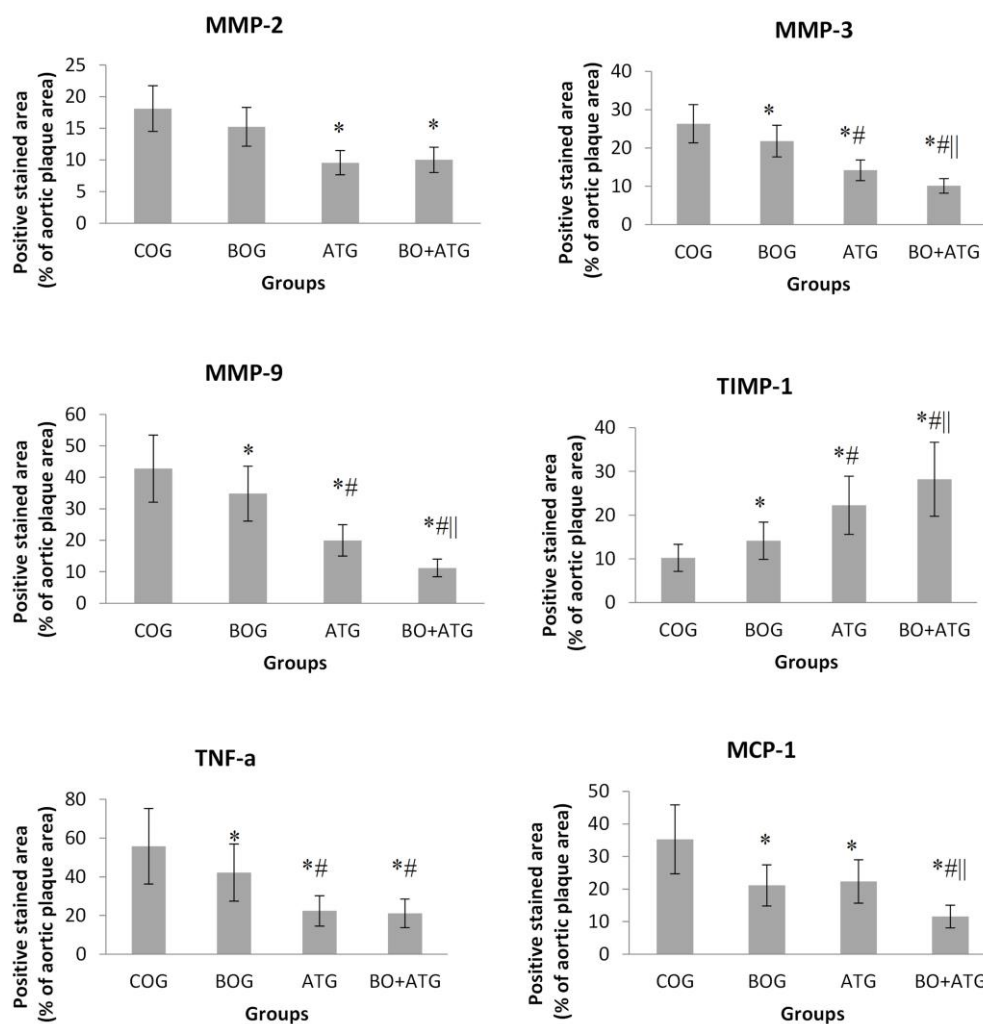 MMP-2
Positive stained area
(% of aortic plaque area)
25
20
15
10
5
0
*
*
COG BOG ATG BO+ATG
Groups
MMP-3
Positive stained area
(% of aortic plaque area)
40
30
20
10
0
*
*#
*#||
COG BOG ATG BO+ATG
Groups
MMP-9
Positive stained area
(% of aortic plaque area)
60
50
40
30
20
10
0
*
*#
*#||
COG BOG ATG BO+ATG
Groups
TIMP-1
Positive stained area
(% of aortic plaque area)
40
30
20
10
0
*
*#
*#||
COG BOG ATG BO+ATG
Groups
TNF-a
Positive stained area
(% of aortic plaque area)
80
60
40
20
0
*
*#
*#
COG BOG ATG BO+ATG
Groups
MCP-1
Positive stained area
(% of aortic plaque area)
50
40
30
20
10
0
*
*
*#||
COG BOG ATG BO+ATG
Groups